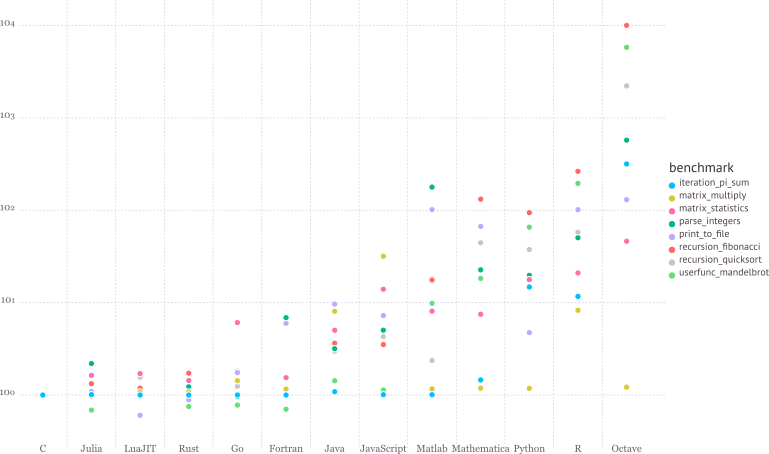 10⁴
10³
10²
10¹
10⁰
C Julia LuaJIT Rust Go Fortran Java JavaScript Matlab Mathematica Python R Octave
benchmark
iteration_pi_sum
matrix_multiply
matrix_statistics
parse_integers
print_to_file
recursion_fibonacci
recursion_quicksort
userfunc_mandelbrot